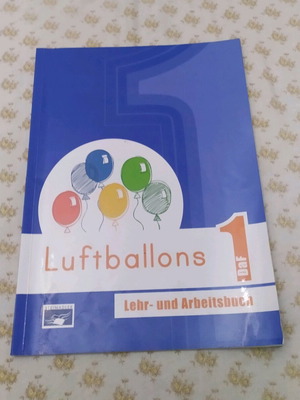 Luftballons 1
DaF
Lehr- und Arbeitsbuch